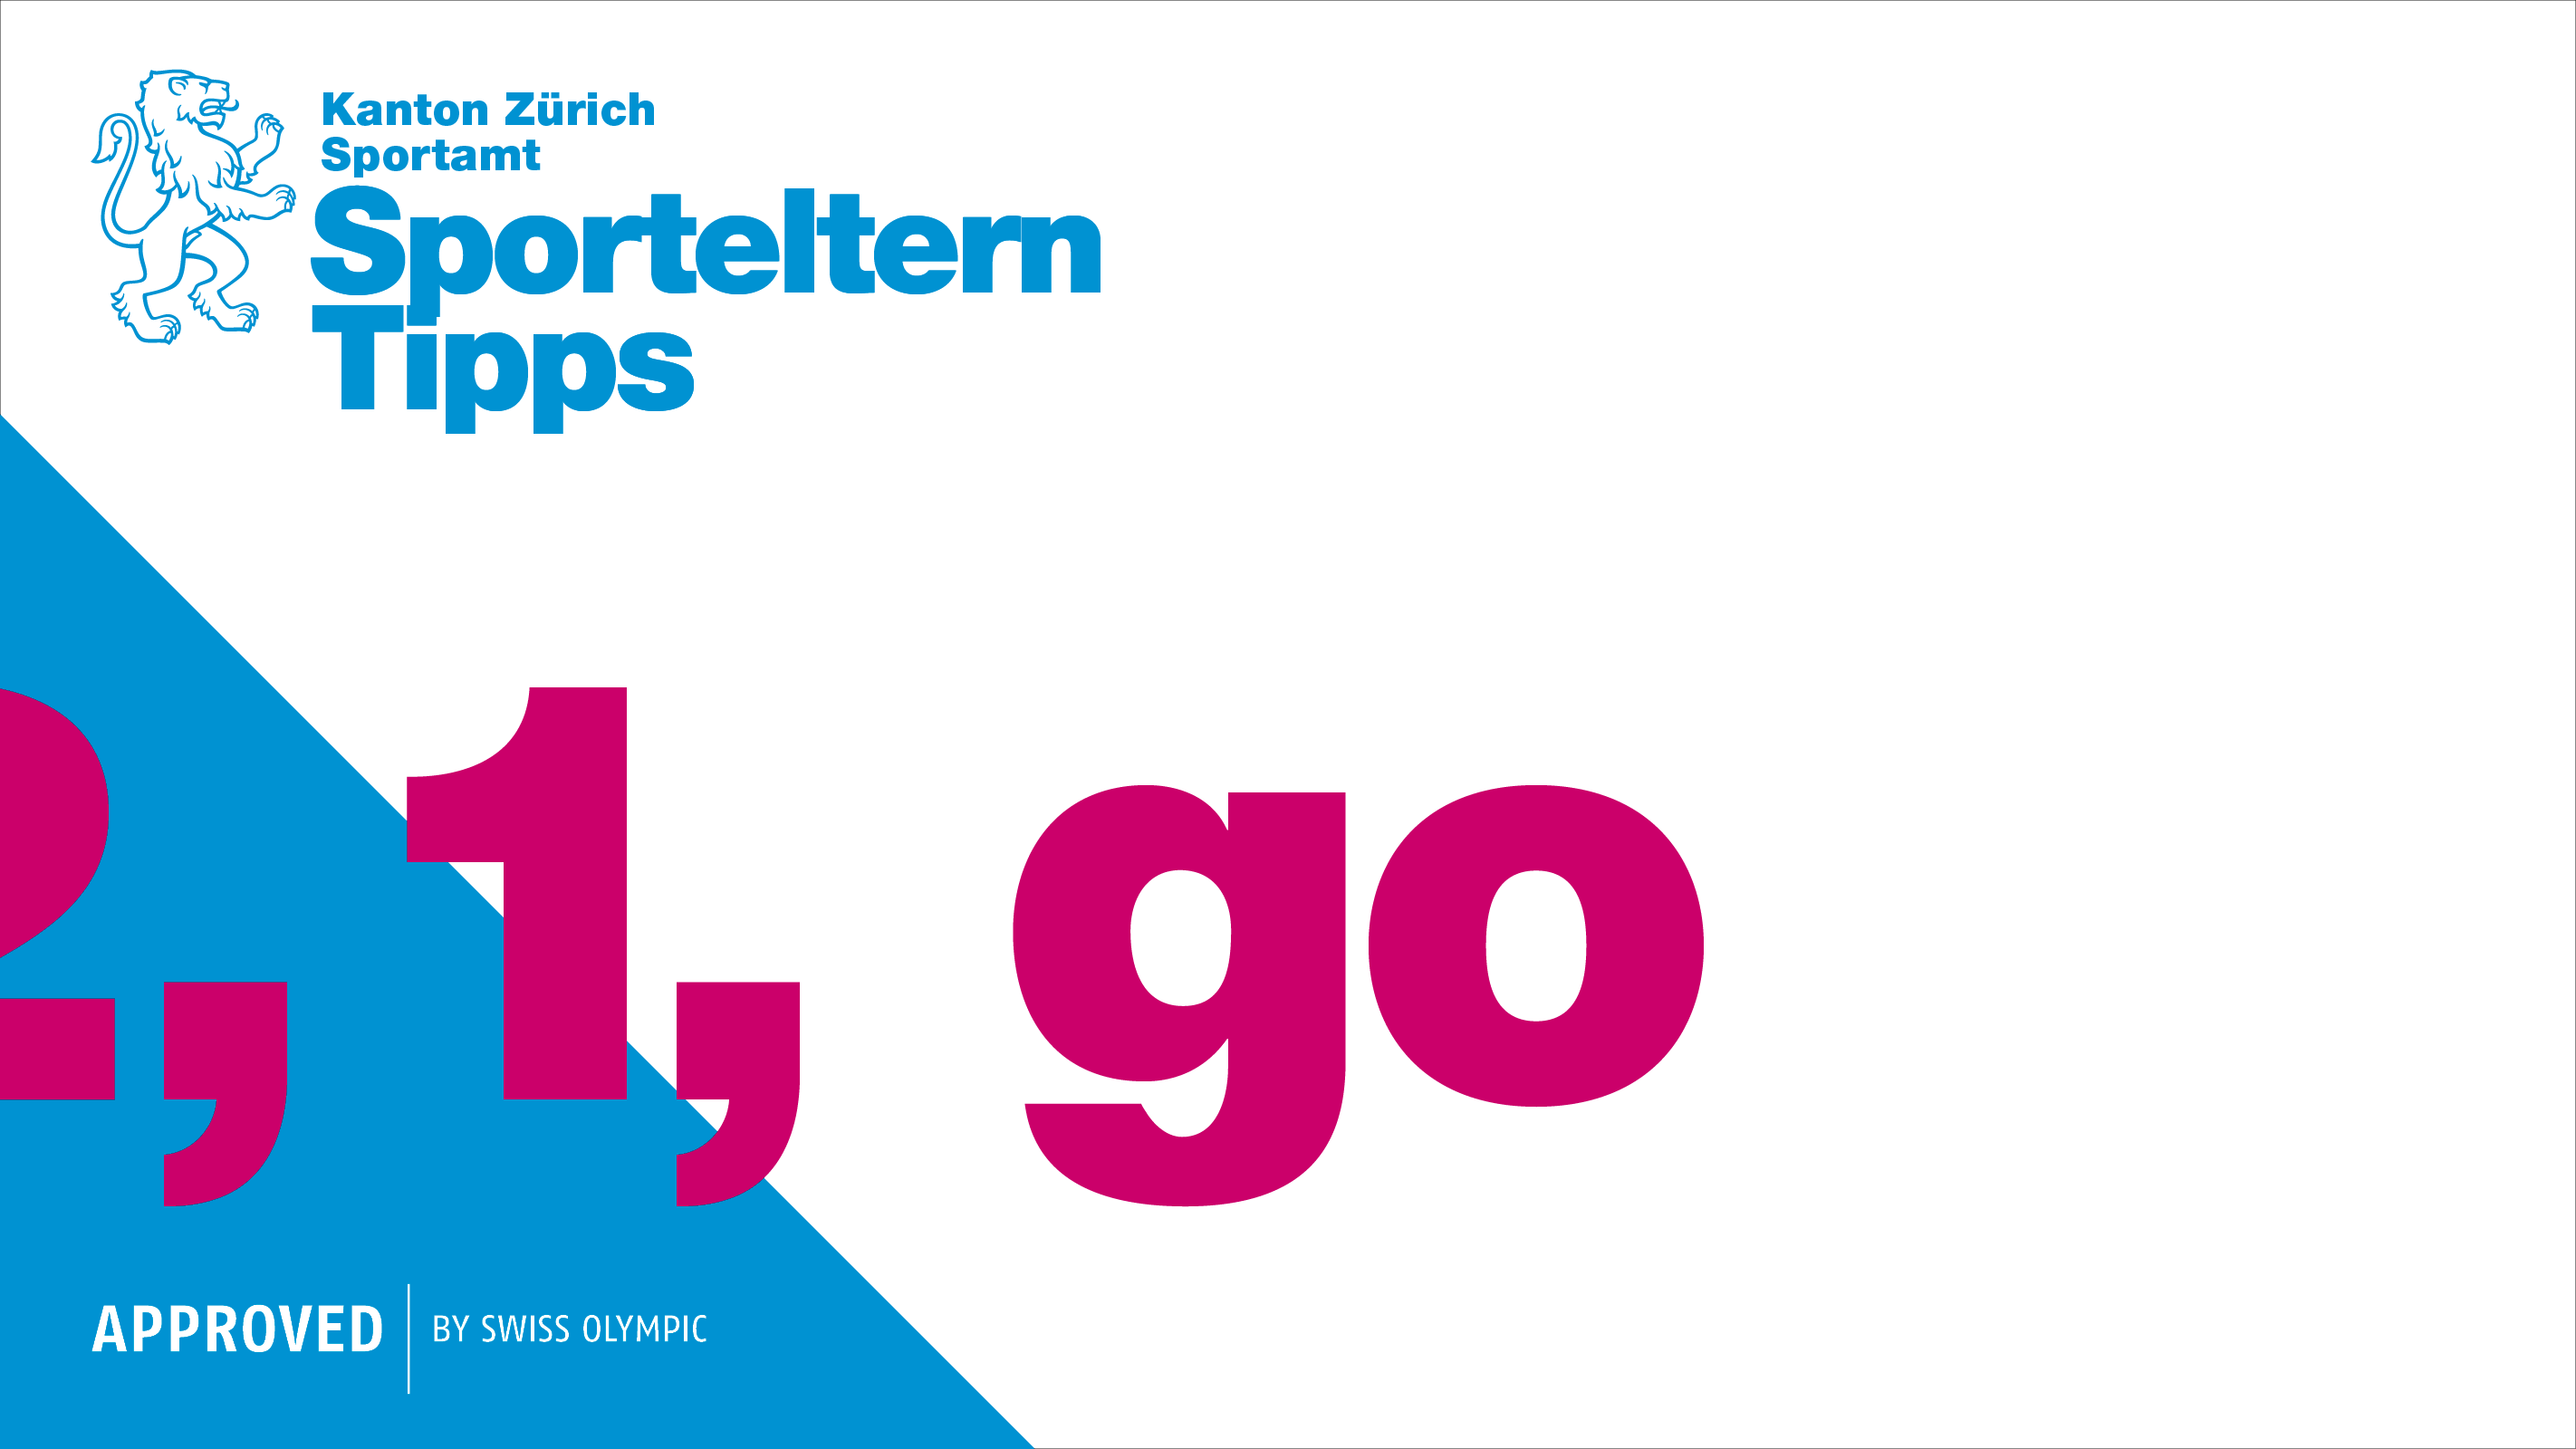 Kanton Zürich
Sportamt
Sporteltern
Tipps
2, 1, go
APPROVED BY SWISS OLYMPIC